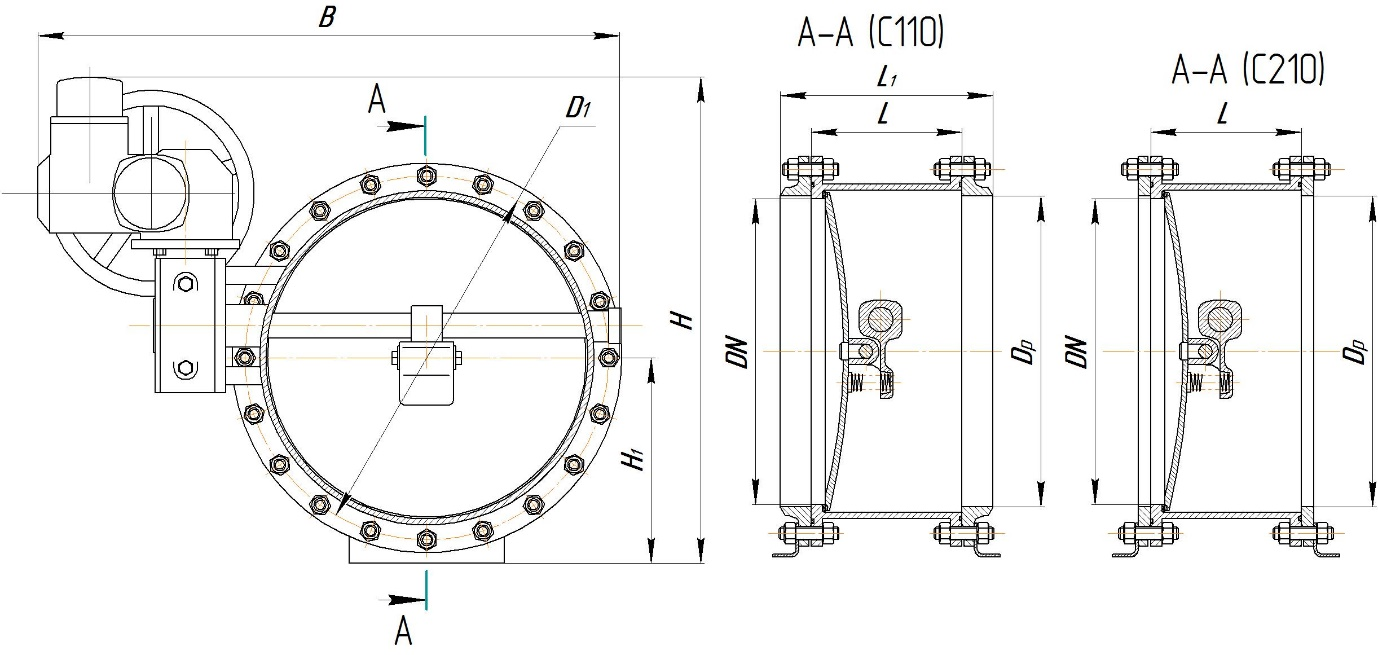 B
A
D1
H
H1
A
A-A (C110)
L1
L
DN
Dp
A-A (C210)
L
DN
Dp